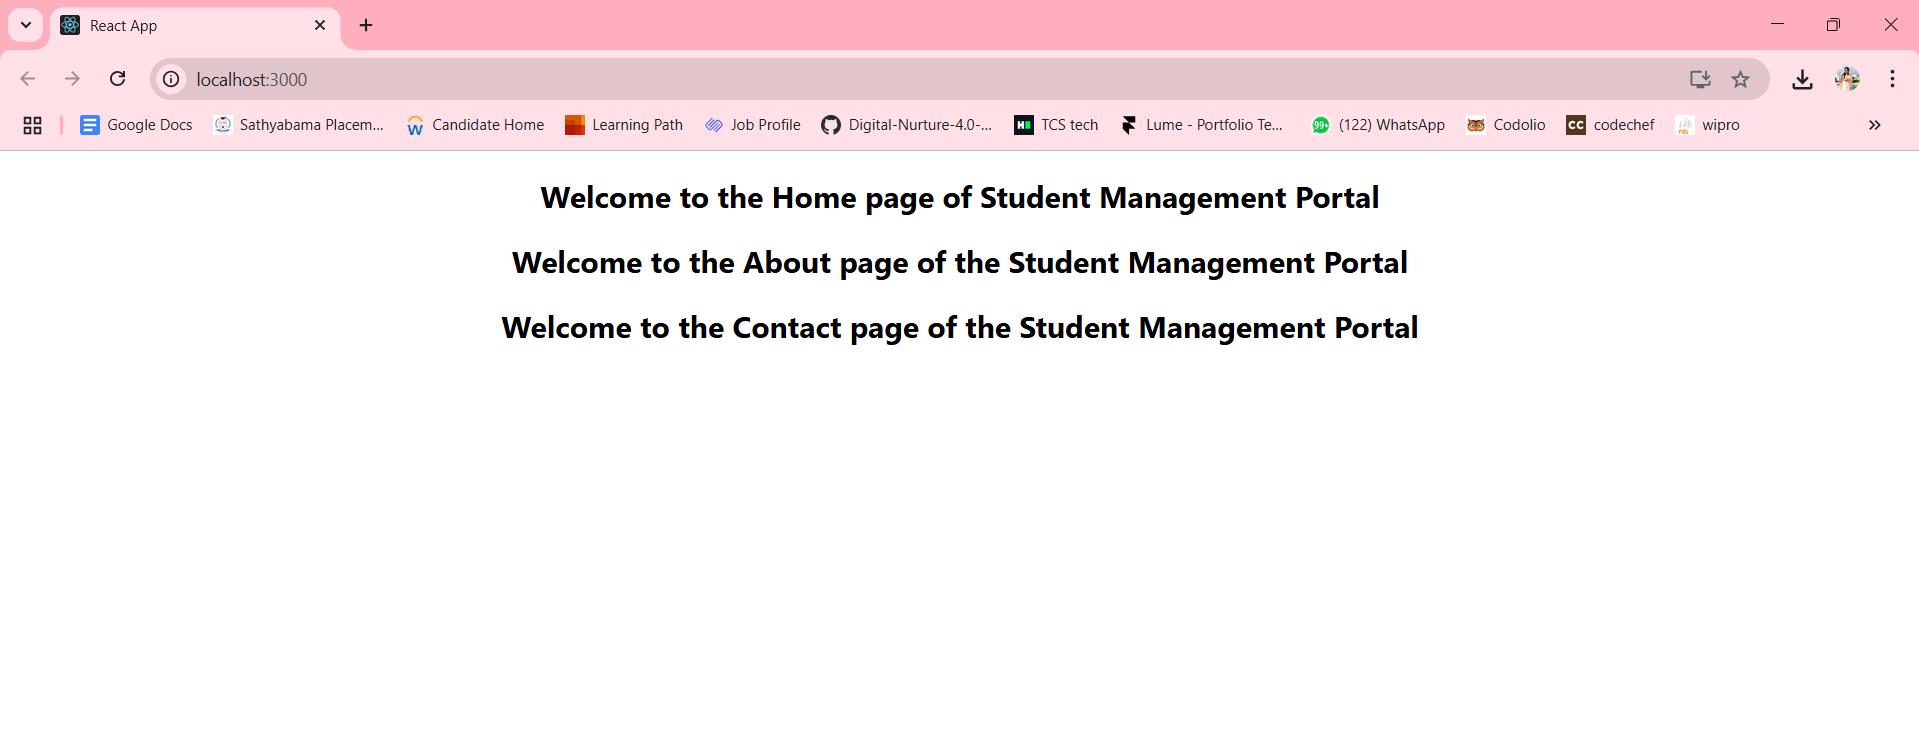 React App
localhost:3000
Google Docs Sathyabama Placem... Candidate Home Learning Path Job Profile Digital-Nurture-4.0-... TCS tech Lume - Portfolio Te... 99+ (122) WhatsApp Codolio CC codechef wipro
Welcome to the Home page of Student Management Portal
Welcome to the About page of the Student Management Portal
Welcome to the Contact page of the Student Management Portal